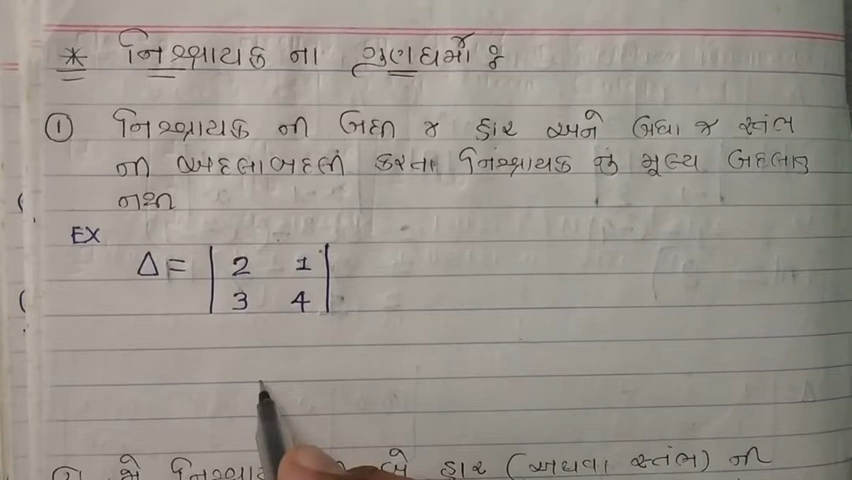 * નિશ્ચાયક ના ગુણધર્મો :
① નિશ્ચાયક ની બધી જ હાર અને બધા જ સ્તંભ
ની અદલાબદલી કરતા નિશ્ચાયક નું મૂલ્ય બદલાતુ
નથી
EX
Δ = | 2 1 |
| 3 4 |
જો નિશ્ચાય બે હાર (અથવા સ્તંભ) ની